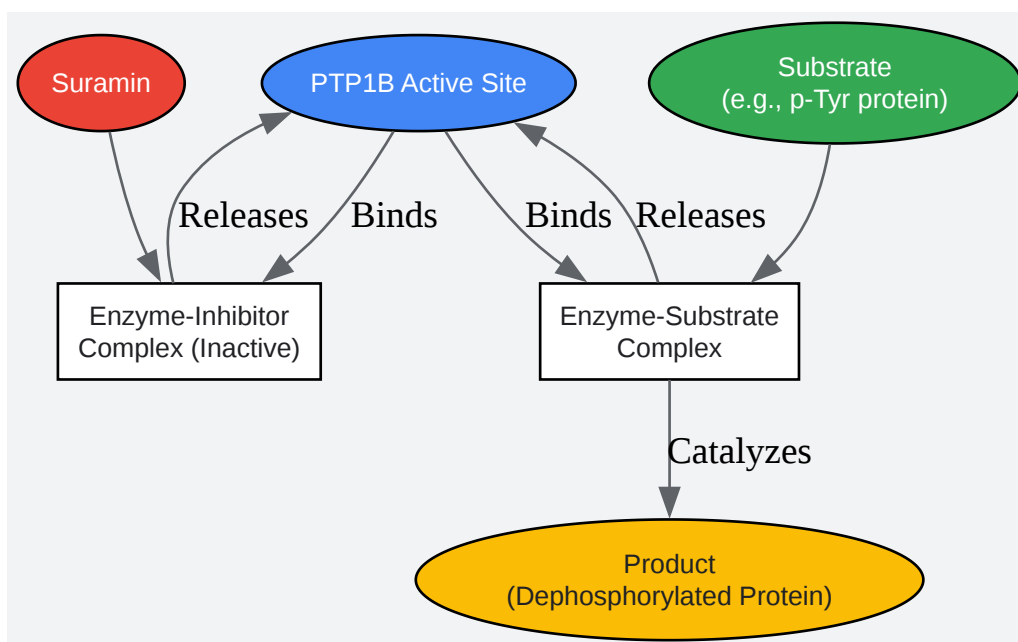 Suramin
PTP1B Active Site
Substrate
(e.g., p-Tyr protein)
Releases
Binds
Binds
Releases
Enzyme-Inhibitor
Complex (Inactive)
Enzyme-Substrate
Complex
Catalyzes
Product
(Dephosphorylated Protein)